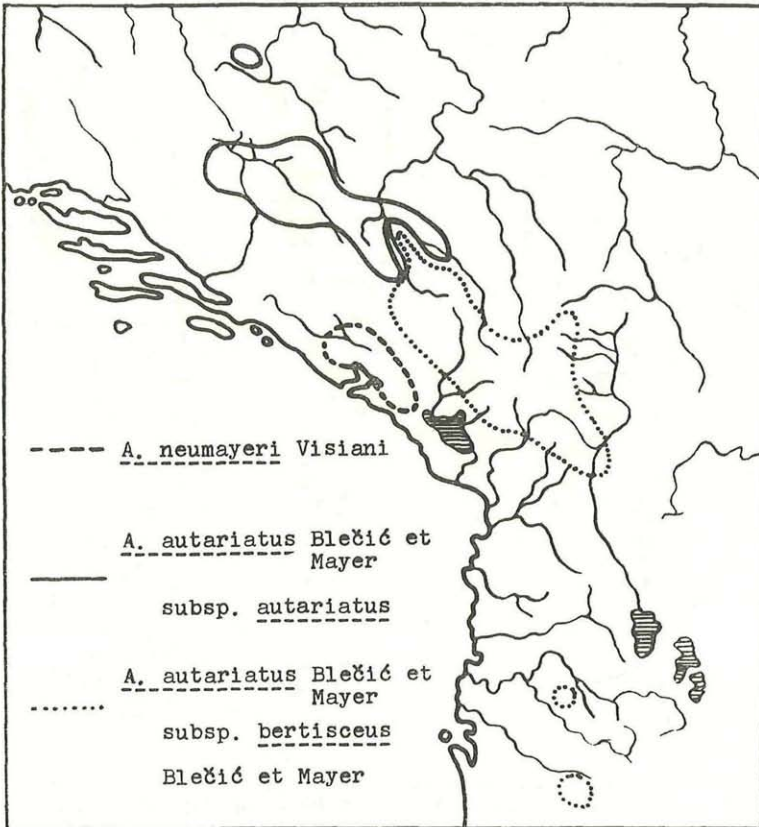 A. neumayeri Visiani
A. autariatus Blečić et
Mayer
subsp. autariatus
A. autariatus Blečić et
Mayer
subsp. bertisceus
Blečić et Mayer